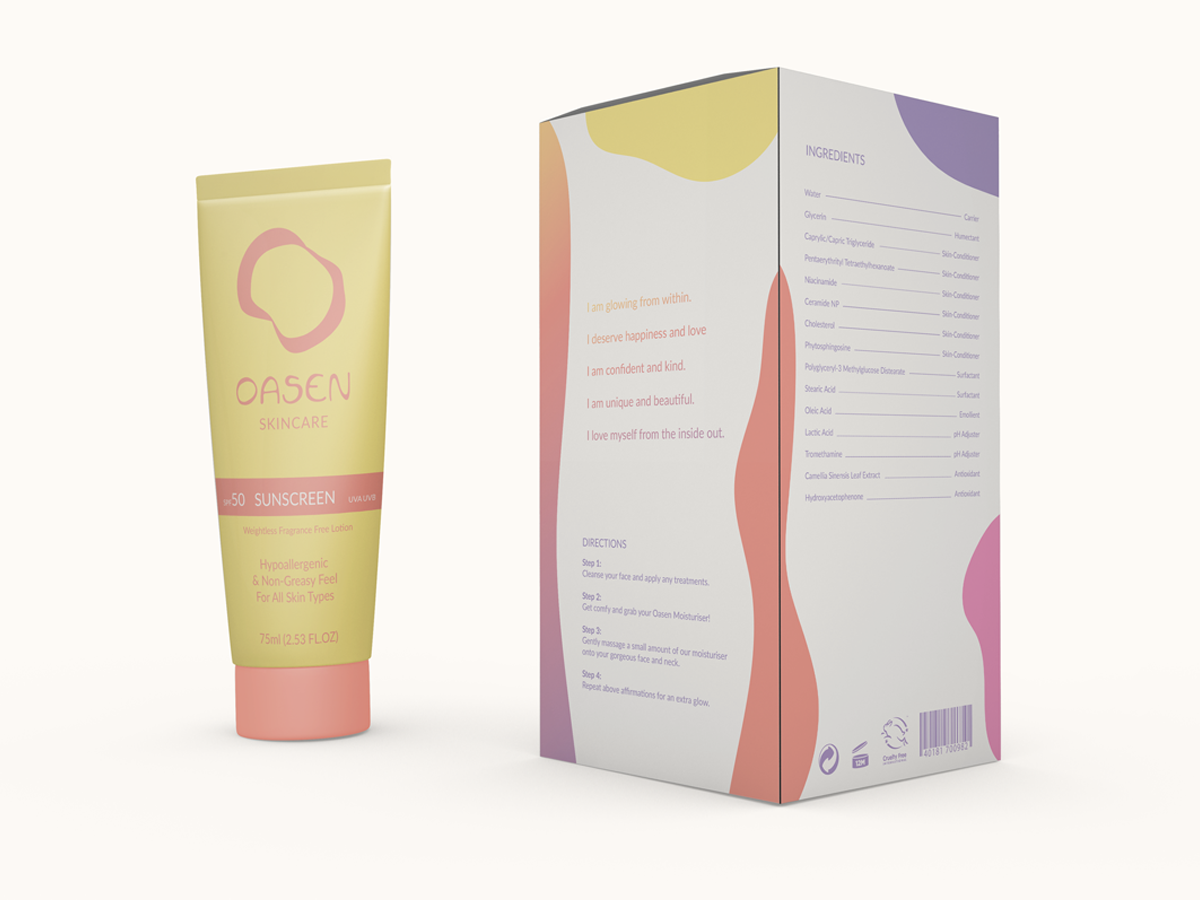 OASEN
SKINCARE
SPF50 SUNSCREEN UVA UVB
Weightless Fragrance Free Lotion
Hypoallergenic
& Non-Greasy Feel
For All Skin Types
75ml (2.53 FL.OZ)
I am glowing from within.
I deserve happiness and love
I am confident and kind.
I am unique and beautiful.
I love myself from the inside out.
DIRECTIONS
Step 1:
Cleanse your face and apply any treatments.
Step 2:
Get comfy and grab your Oasen Moisturiser!
Step 3:
Gently massage a small amount of our moisturiser
onto your gorgeous face and neck.
Step 4:
Repeat above affirmations for an extra glow.
INGREDIENTS
Water Carrier
Glycerin Humectant
Caprylic/Capric Triglyceride Skin-Conditioner
Pentaerythrityl Tetraethylhexanoate Skin-Conditioner
Niacinamide Skin-Conditioner
Ceramide NP Skin-Conditioner
Cholesterol Skin-Conditioner
Phytosphingosine Skin-Conditioner
Polyglyceryl-3 Methylglucose Distearate Surfactant
Stearic Acid Surfactant
Oleic Acid Emollient
Lactic Acid pH Adjuster
Tromethamine pH Adjuster
Camellia Sinensis Leaf Extract Antioxidant
Hydroxyacetophenone Antioxidant
12M
Cruelty Free
40181 700982